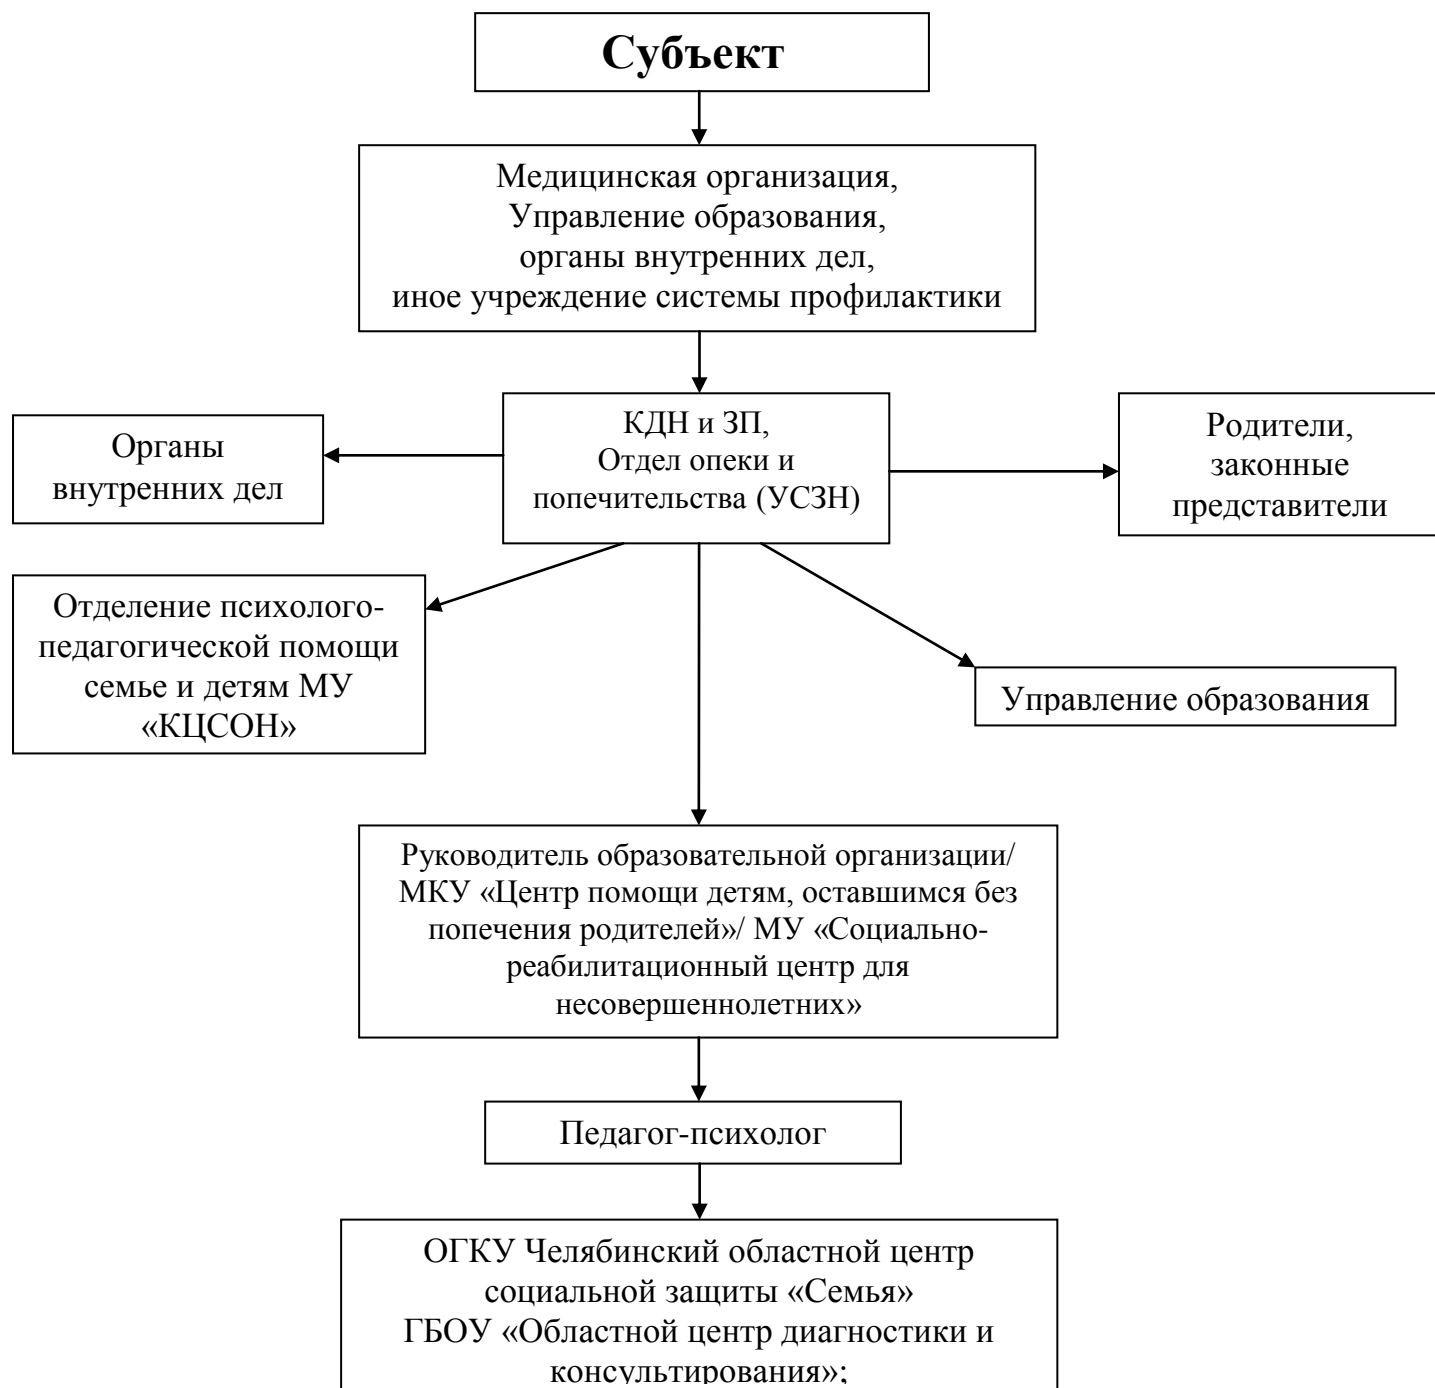 Субъект
Медицинская организация,
Управление образования,
органы внутренних дел,
иное учреждение системы профилактики
Органы
внутренних дел
КДН и ЗП,
Отдел опеки и
попечительства (УСЗН)
Родители,
законные
представители
Отделение психолого-
педагогической помощи
семье и детям МУ
«КЦСОН»
Управление образования
Руководитель образовательной организации/
МКУ «Центр помощи детям, оставшимся без
попечения родителей»/ МУ «Социально-
реабилитационный центр для
несовершеннолетних»
Педагог-психолог
ОГКУ Челябинский областной центр
социальной защиты «Семья»
ГБОУ «Областной центр диагностики и
консультирования»;